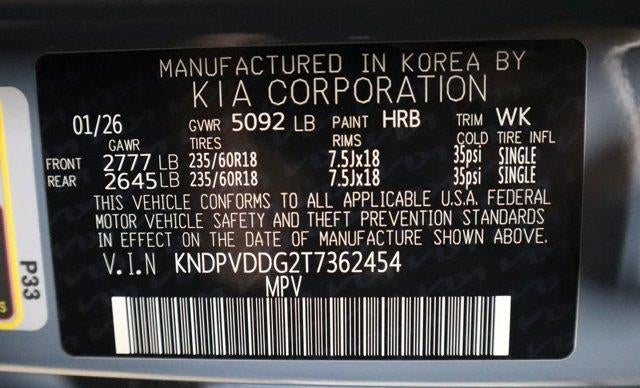 MANUFACTURED IN KOREA BY
KIA CORPORATION
01/26 GVWR 5092 LB PAINT HRB TRIM WK
GAWR TIRES RIMS COLD TIRE INFL
FRONT 2777 LB 235/60R18 7.5Jx18 35psi SINGLE
REAR 2645 LB 235/60R18 7.5Jx18 35psi SINGLE
THIS VEHICLE CONFORMS TO ALL APPLICABLE U.S.A. FEDERAL
MOTOR VEHICLE SAFETY AND THEFT PREVENTION STANDARDS
IN EFFECT ON THE DATE OF MANUFACTURE SHOWN ABOVE.
V.I.N KNDPVDDG2T7362454
MPV
P33